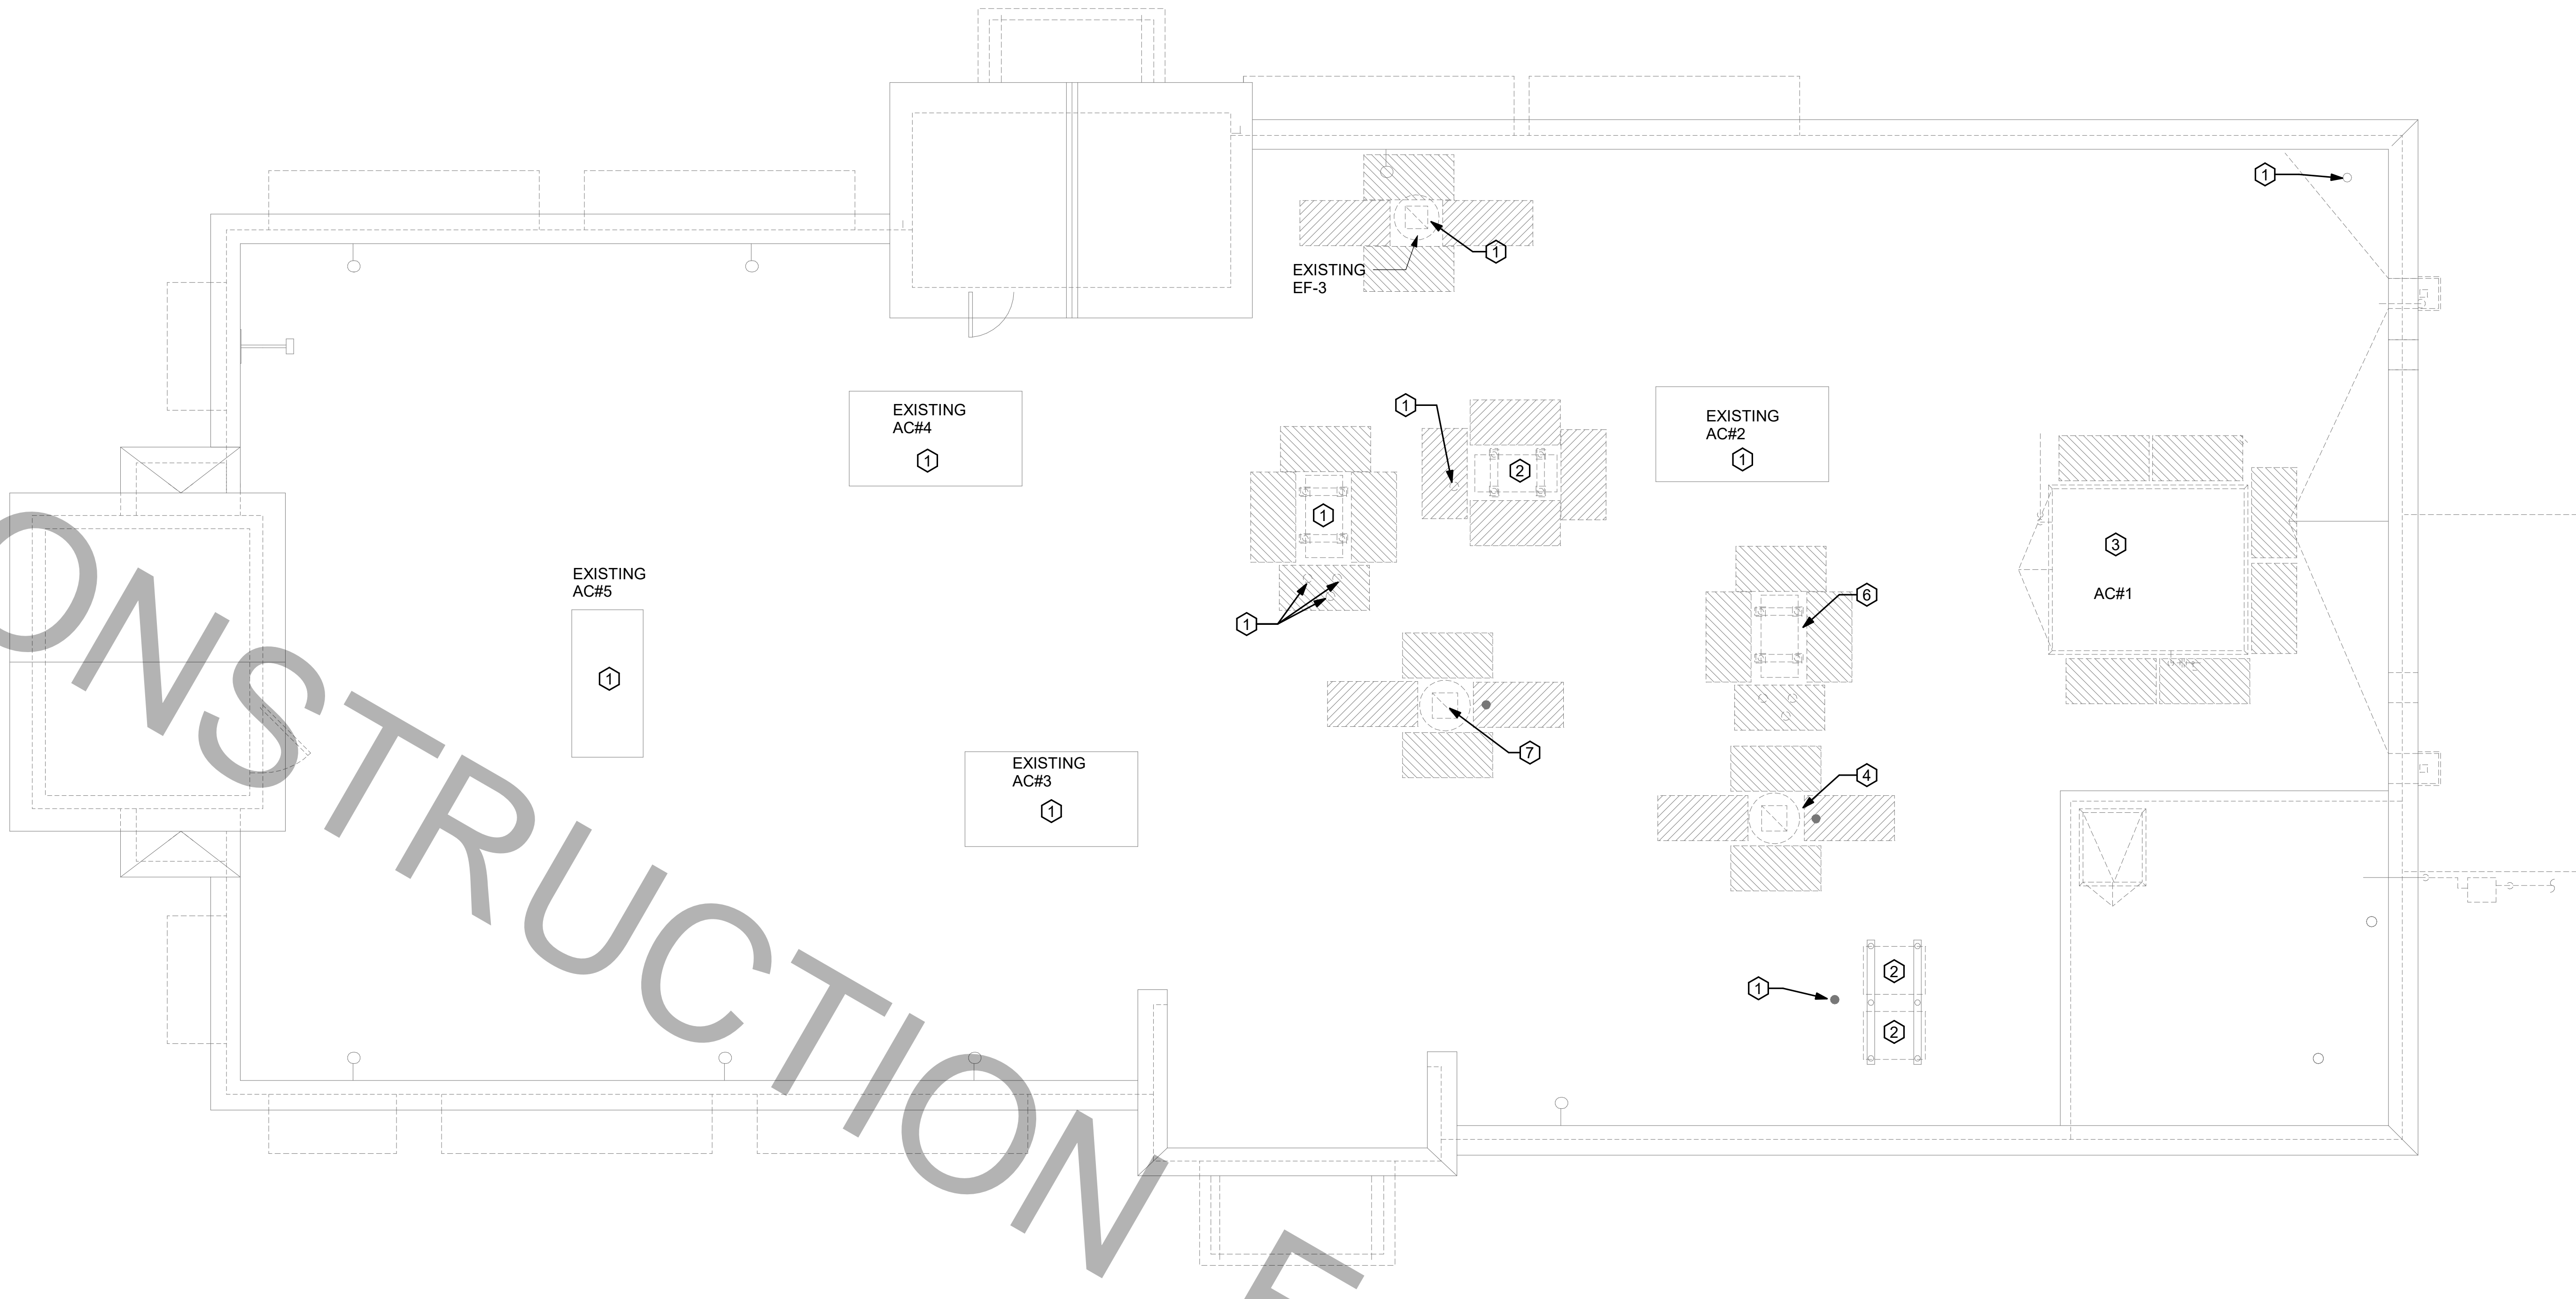 1
1
EXISTING
EF-3
EXISTING
AC#4
1
1
2
EXISTING
AC#2
1
1
3
AC#1
EXISTING
AC#5
1
1
6
7
EXISTING
AC#3
1
4
1
2
2
ONSTRUCTION